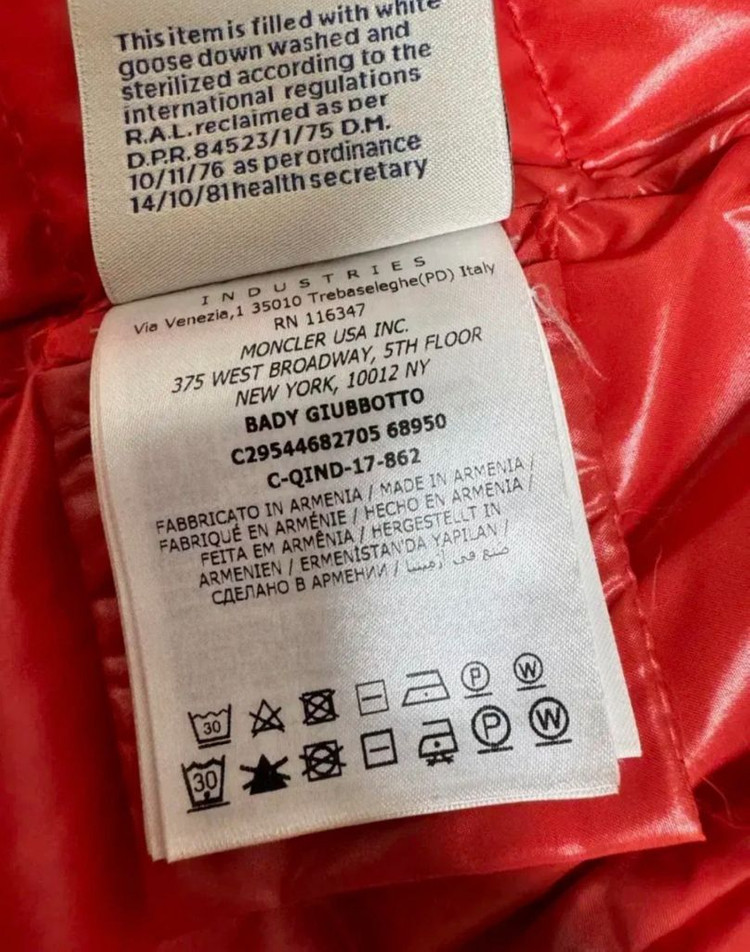 This item is filled with white
goose down washed and
sterilized according to the
international regulations
R.A.L. reclaimed as per
D.P.R. 84523/1/75 D.M.
10/11/76 as per ordinance
14/10/81 health secretary
INDUSTRIES
Via Venezia,1 35010 Trebaseleghe(PD) Italy
RN 116347
MONCLER USA INC.
375 WEST BROADWAY, 5TH FLOOR
NEW YORK, 10012 NY
BADY GIUBBOTTO
C29544682705 68950
C-QIND-17-862
FABBRICATO IN ARMENIA / MADE IN ARMENIA /
FABRIQUÉ EN ARMÉNIE / HECHO EN ARMENIA /
FEITA EM ARMÊNIA / HERGESTELLT IN
ARMENIEN / ERMENİSTAN'DA YAPILAN /
СДЕЛАНО В АРМЕНИИ / صنع في أرمينيا
30 P W
30 P W